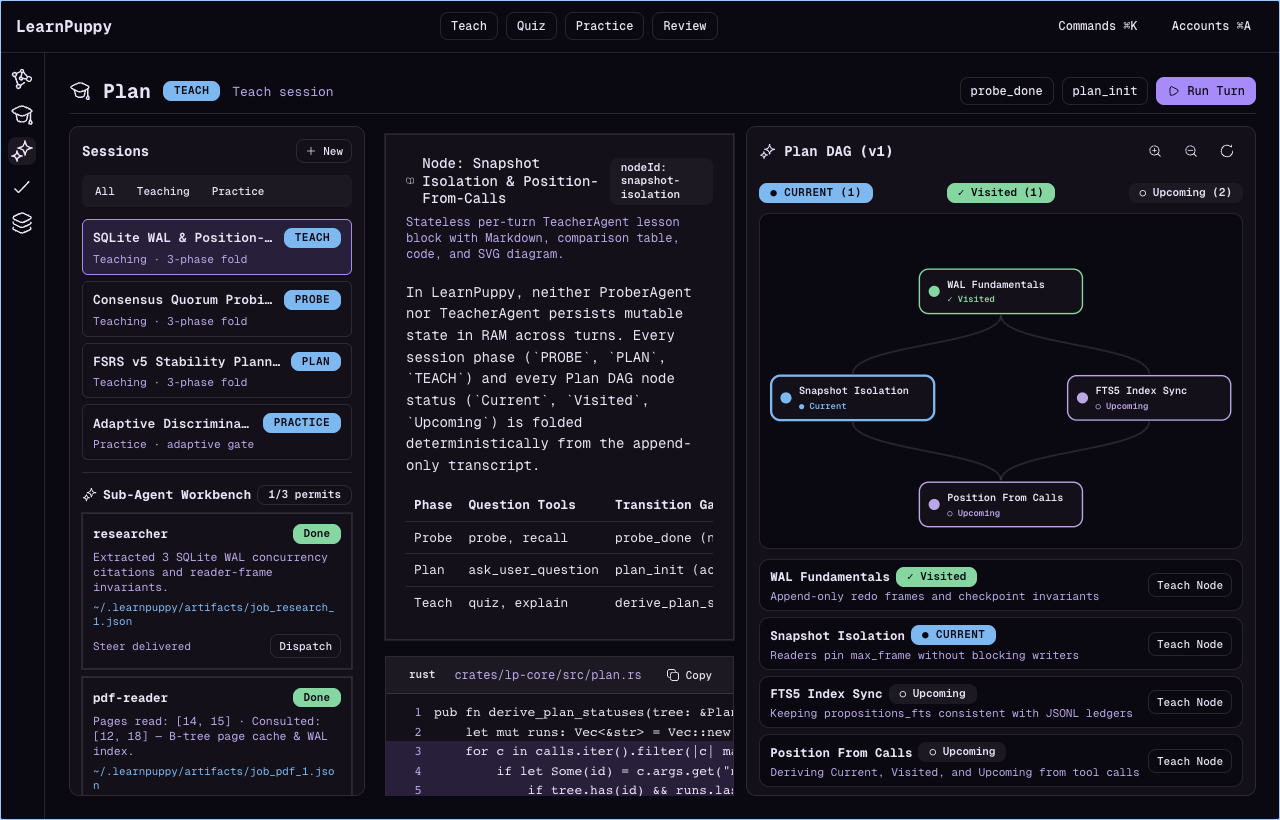 LearnPuppy
Teach Quiz Practice Review
Commands ⌘K Accounts ⌘A
Plan TEACH Teach session
probe_done plan_init Run Turn
Sessions
+ New
All Teaching Practice
SQLite WAL & Position-… TEACH
Teaching · 3-phase fold
Consensus Quorum Probi… PROBE
Teaching · 3-phase fold
FSRS v5 Stability Plann… PLAN
Teaching · 3-phase fold
Adaptive Discrimina… PRACTICE
Practice · adaptive gate
Sub-Agent Workbench 1/3 permits
researcher Done
Extracted 3 SQLite WAL concurrency
citations and reader-frame
invariants.
~/.learnpuppy/artifacts/job_research_
1.json
Steer delivered Dispatch
pdf-reader Done
Pages read: [14, 15] · Consulted:
[12, 18] — B-tree page cache & WAL
index.
~/.learnpuppy/artifacts/job_pdf_1.jso
n
Node: Snapshot
Isolation & Position-
From-Calls
nodeId:
snapshot-
isolation
Stateless per-turn TeacherAgent lesson
block with Markdown, comparison table,
code, and SVG diagram.
In LearnPuppy, neither ProberAgent
nor TeacherAgent persists mutable
state in RAM across turns. Every
session phase (`PROBE`, `PLAN`,
`TEACH`) and every Plan DAG node
status (`Current`, `Visited`,
`Upcoming`) is folded
deterministically from the append-
only transcript.
Phase Question Tools Transition Ga
Probe probe, recall probe_done (n
Plan ask_user_question plan_init (ac
Teach quiz, explain derive_plan_s
rust crates/lp-core/src/plan.rs Copy
1 pub fn derive_plan_statuses(tree: &Plan
2 let mut runs: Vec<&str> = Vec::new
3 for c in calls.iter().filter(|c| ma
4 if let Some(id) = c.args.get("n
5 if tree.has(id) && runs.las
Plan DAG (v1)
● CURRENT (1) ✓ Visited (1) ○ Upcoming (2)
WAL Fundamentals
✓ Visited
Snapshot Isolation
● Current
FTS5 Index Sync
○ Upcoming
Position From Calls
○ Upcoming
WAL Fundamentals ✓ Visited
Append-only redo frames and checkpoint invariants
Teach Node
Snapshot Isolation ● CURRENT
Readers pin max_frame without blocking writers
Teach Node
FTS5 Index Sync ○ Upcoming
Keeping propositions_fts consistent with JSONL ledgers
Teach Node
Position From Calls ○ Upcoming
Deriving Current, Visited, and Upcoming from tool calls
Teach Node